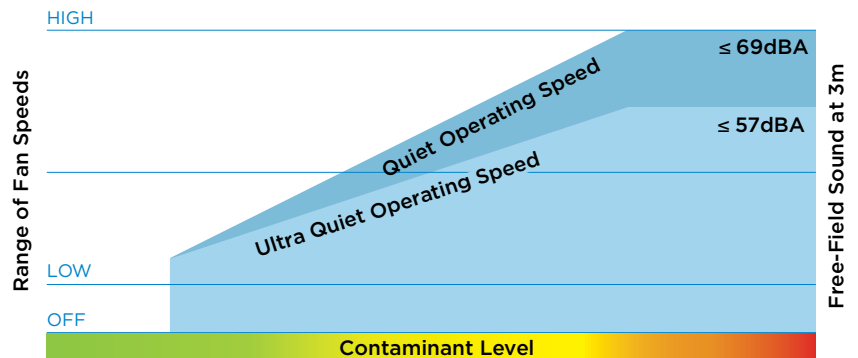 HIGH
≤ 69dBA
Quiet Operating Speed
≤ 57dBA
Ultra Quiet Operating Speed
Range of Fan Speeds
Free-Field Sound at 3m
LOW
OFF
Contaminant Level